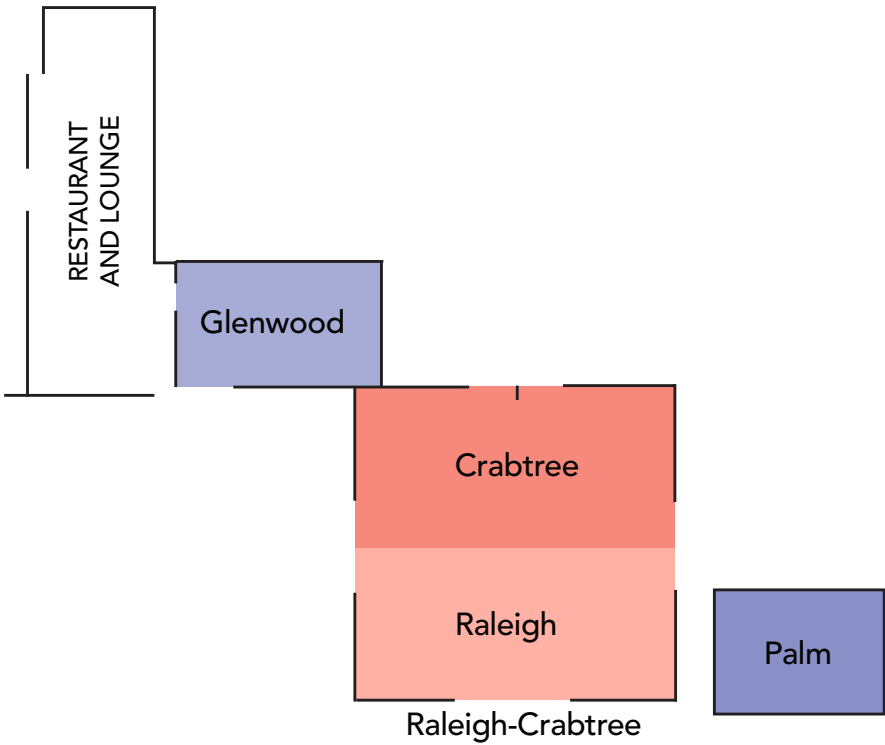 RESTAURANT
AND LOUNGE
Glenwood
Crabtree
Raleigh
Palm
Raleigh-Crabtree